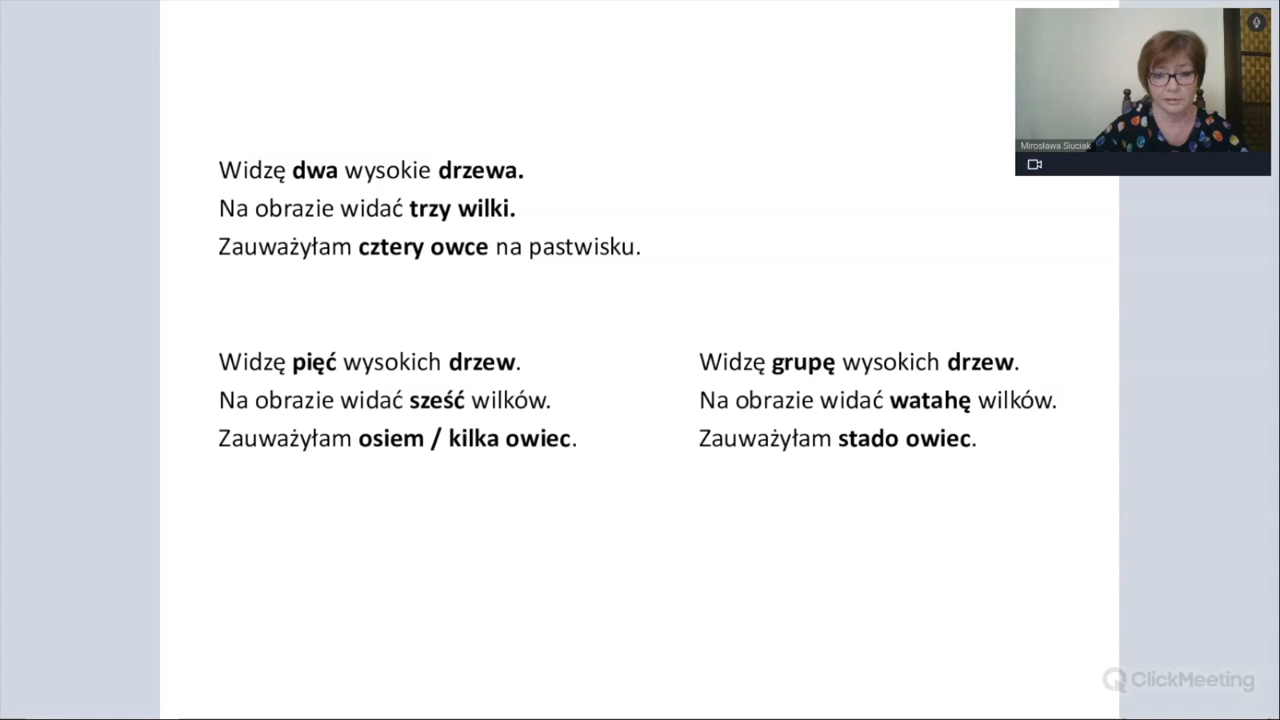 Mirosława Siuciak
Widzę dwa wysokie drzewa.
Na obrazie widać trzy wilki.
Zauważyłam cztery owce na pastwisku.
Widzę pięć wysokich drzew.
Na obrazie widać sześć wilków.
Zauważyłam osiem / kilka owiec.
Widzę grupę wysokich drzew.
Na obrazie widać watahę wilków.
Zauważyłam stado owiec.
ClickMeeting